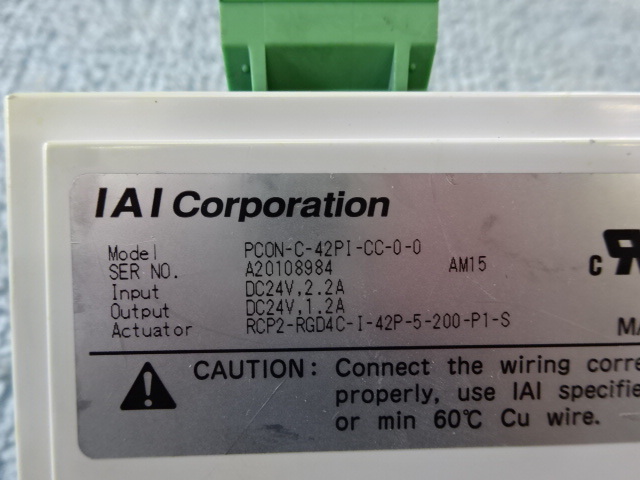 IAI Corporation
Model PCON-C-42PI-CC-0-0
SER NO. A20108984 AM15
Input DC24V,2.2A
Output DC24V,1.2A
Actuator RCP2-RGD4C-I-42P-5-200-P1-S
CAUTION: Connect the wiring
properly, use IAI
or min 60℃ Cu wire.